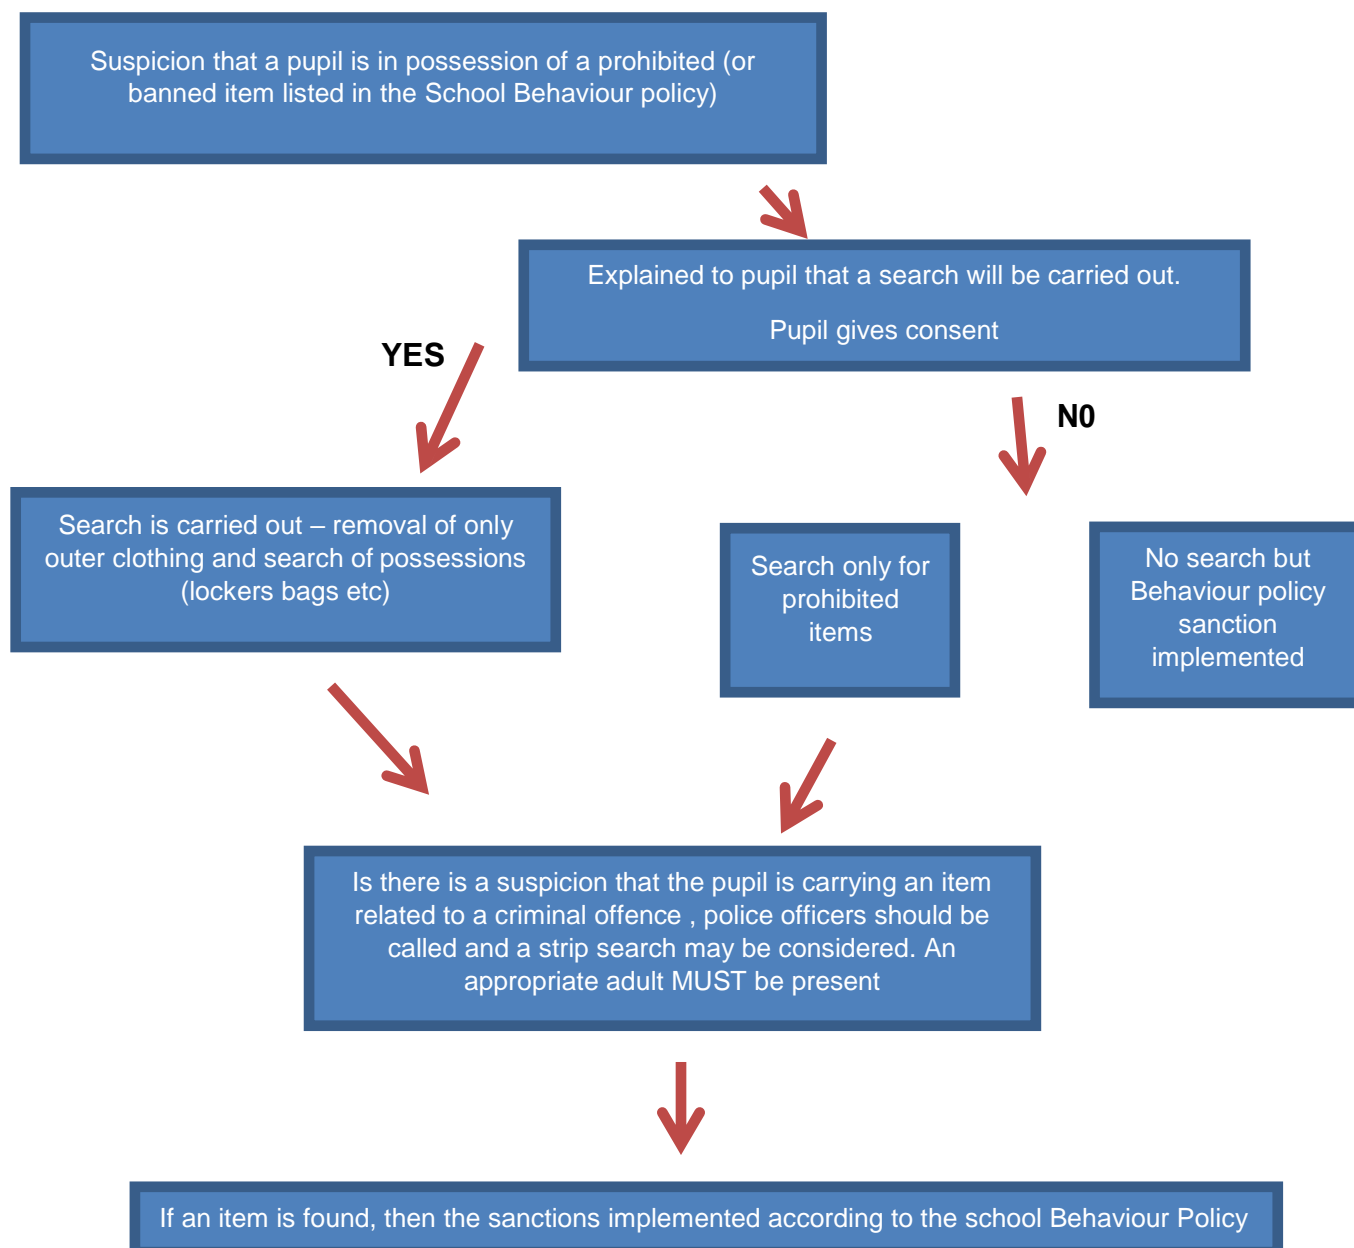 Suspicion that a pupil is in possession of a prohibited (or
banned item listed in the School Behaviour policy)
Explained to pupil that a search will be carried out.
Pupil gives consent
YES
N0
Search is carried out – removal of only
outer clothing and search of possessions
(lockers bags etc)
Search only for
prohibited
items
No search but
Behaviour policy
sanction
implemented
Is there is a suspicion that the pupil is carrying an item
related to a criminal offence , police officers should be
called and a strip search may be considered. An
appropriate adult MUST be present
If an item is found, then the sanctions implemented according to the school Behaviour Policy